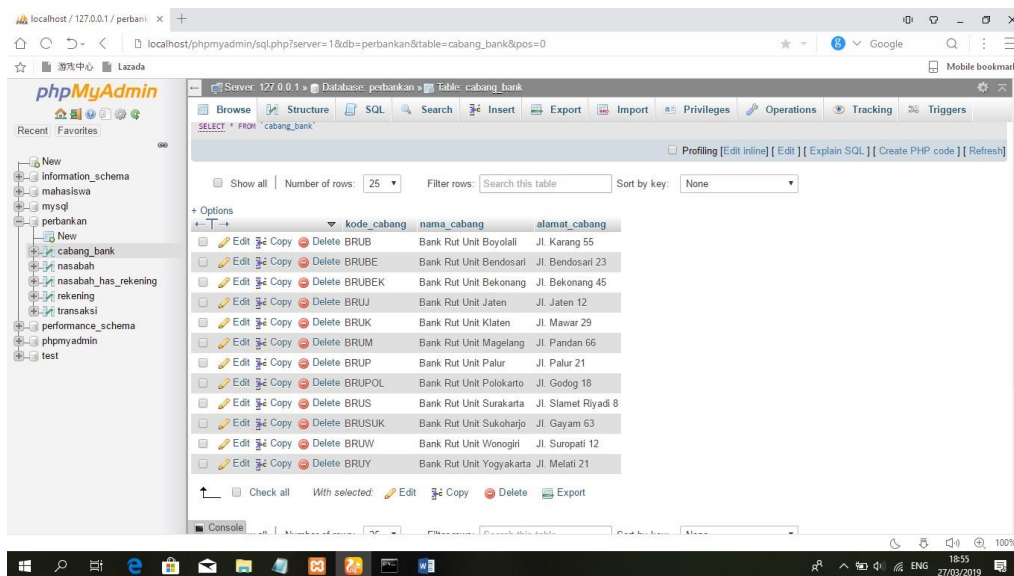 localhost / 127.0.0.1 / perbank
localhost/phpmyadmin/sql.php?server=1&db=perbankan&table=cabang_bank&pos=0
Google
游戏中心 Lazada
Mobile bookmark
phpMyAdmin
Recent Favorites
New
information_schema
mahasiswa
mysql
perbankan
New
cabang_bank
nasabah
nasabah_has_rekening
rekening
transaksi
performance_schema
phpmyadmin
test
Server: 127.0.0.1 » Database: perbankan » Table: cabang_bank
Browse Structure SQL Search Insert Export Import Privileges Operations Tracking Triggers
SELECT * FROM `cabang_bank`
Profiling [Edit inline] [ Edit ] [ Explain SQL ] [ Create PHP code ] [ Refresh]
Show all Number of rows: 25 Filter rows: Search this table Sort by key: None
+ Options
kode_cabang nama_cabang alamat_cabang
Edit Copy Delete BRUB Bank Rut Unit Boyolali Jl. Karang 55
Edit Copy Delete BRUBE Bank Rut Unit Bendosari Jl. Bendosari 23
Edit Copy Delete BRUBEK Bank Rut Unit Bekonang Jl. Bekonang 45
Edit Copy Delete BRUJ Bank Rut Unit Jaten Jl. Jaten 12
Edit Copy Delete BRUK Bank Rut Unit Klaten Jl. Mawar 29
Edit Copy Delete BRUM Bank Rut Unit Magelang Jl. Pandan 66
Edit Copy Delete BRUP Bank Rut Unit Palur Jl. Palur 21
Edit Copy Delete BRUPOL Bank Rut Unit Polokarto Jl. Godog 18
Edit Copy Delete BRUS Bank Rut Unit Surakarta Jl. Slamet Riyadi 8
Edit Copy Delete BRUSUK Bank Rut Unit Sukoharjo Jl. Gayam 63
Edit Copy Delete BRUW Bank Rut Unit Wonogiri Jl. Suropati 12
Edit Copy Delete BRUY Bank Rut Unit Yogyakarta Jl. Melati 21
Check all With selected: Edit Copy Delete Export
Console
100%
ENG 18:55
27/03/2019